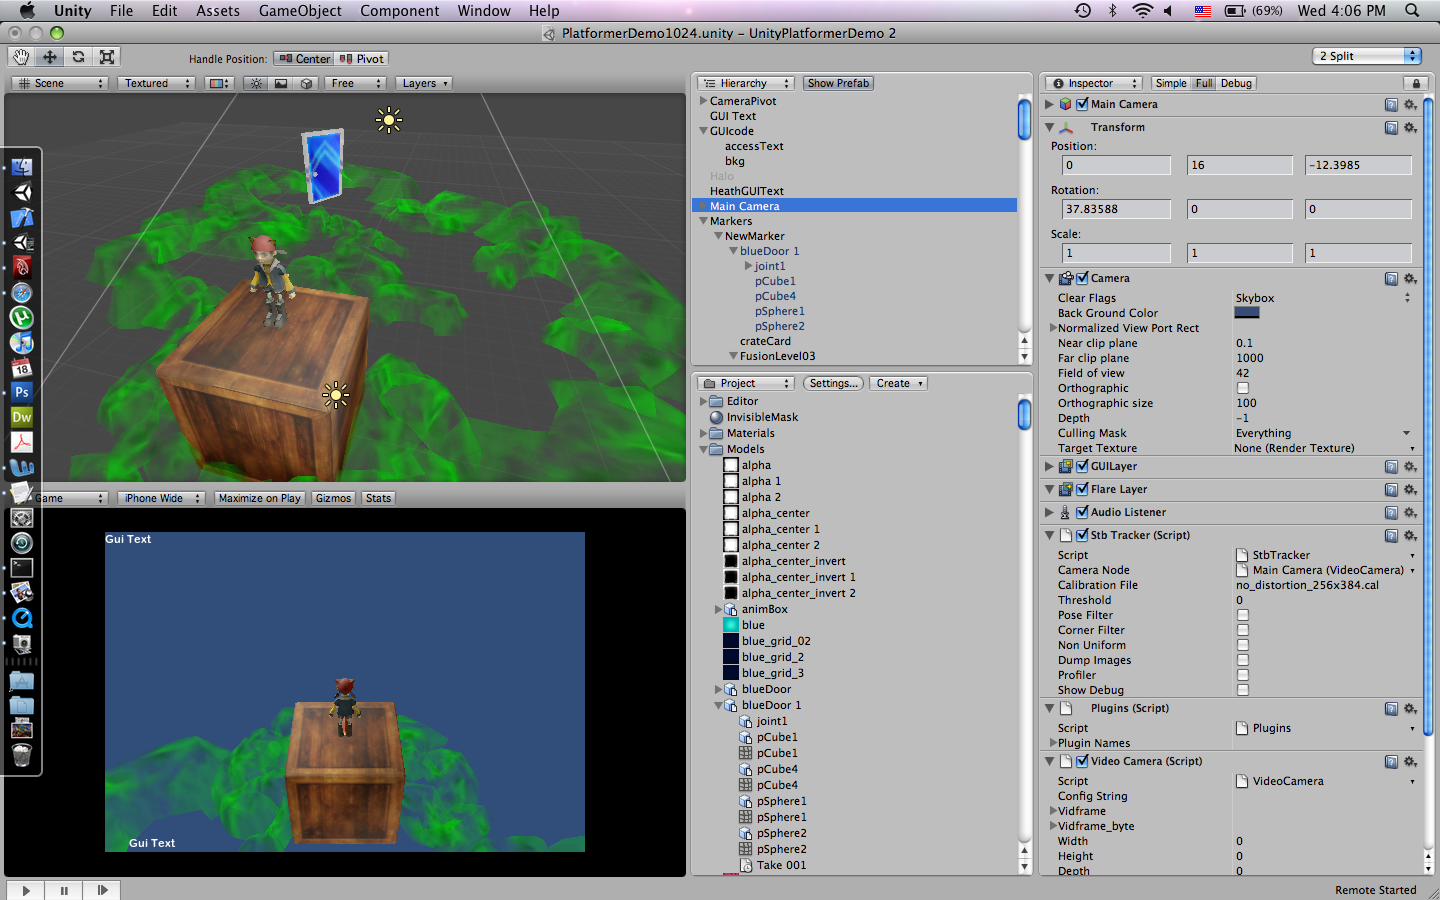 Unity File Edit Assets GameObject Component Window Help (69%) Wed 4:06 PM
PlatformerDemo1024.unity – UnityPlatformerDemo 2
Handle Position: Center Pivot 2 Split
Scene Textured Free Layers
Hierarchy Show Prefab
CameraPivot
GUI Text
GUIcode
accessText
bkg
Halo
HeathGUIText
Main Camera
Markers
NewMarker
blueDoor 1
joint1
pCube1
pCube4
pSphere1
pSphere2
crateCard
FusionLevel03
18
Ps
Dw
Game iPhone Wide Maximize on Play Gizmos Stats
Gui Text
Gui Text
Project Settings... Create
Editor
InvisibleMask
Materials
Models
alpha
alpha 1
alpha 2
alpha_center
alpha_center 1
alpha_center 2
alpha_center_invert
alpha_center_invert 1
alpha_center_invert 2
animBox
blue
blue_grid_02
blue_grid_2
blue_grid_3
blueDoor
blueDoor 1
joint1
pCube1
pCube1
pCube4
pCube4
pSphere1
pSphere1
pSphere2
pSphere2
Take 001
Inspector Simple Full Debug
Main Camera
Transform
Position:
0 16 -12.3985
Rotation:
37.83588 0 0
Scale:
1 1 1
Camera
Clear Flags Skybox
Back Ground Color
Normalized View Port Rect
Near clip plane 0.1
Far clip plane 1000
Field of view 42
Orthographic
Orthographic size 100
Depth -1
Culling Mask Everything
Target Texture None (Render Texture)
GUILayer
Flare Layer
Audio Listener
Stb Tracker (Script)
Script StbTracker
Camera Node Main Camera (VideoCamera)
Calibration File no_distortion_256x384.cal
Threshold 0
Pose Filter
Corner Filter
Non Uniform
Dump Images
Profiler
Show Debug
Plugins (Script)
Script Plugins
Plugin Names
Video Camera (Script)
Script VideoCamera
Config String
Vidframe
Vidframe_byte
Width 0
Height 0
Depth 0
Remote Started